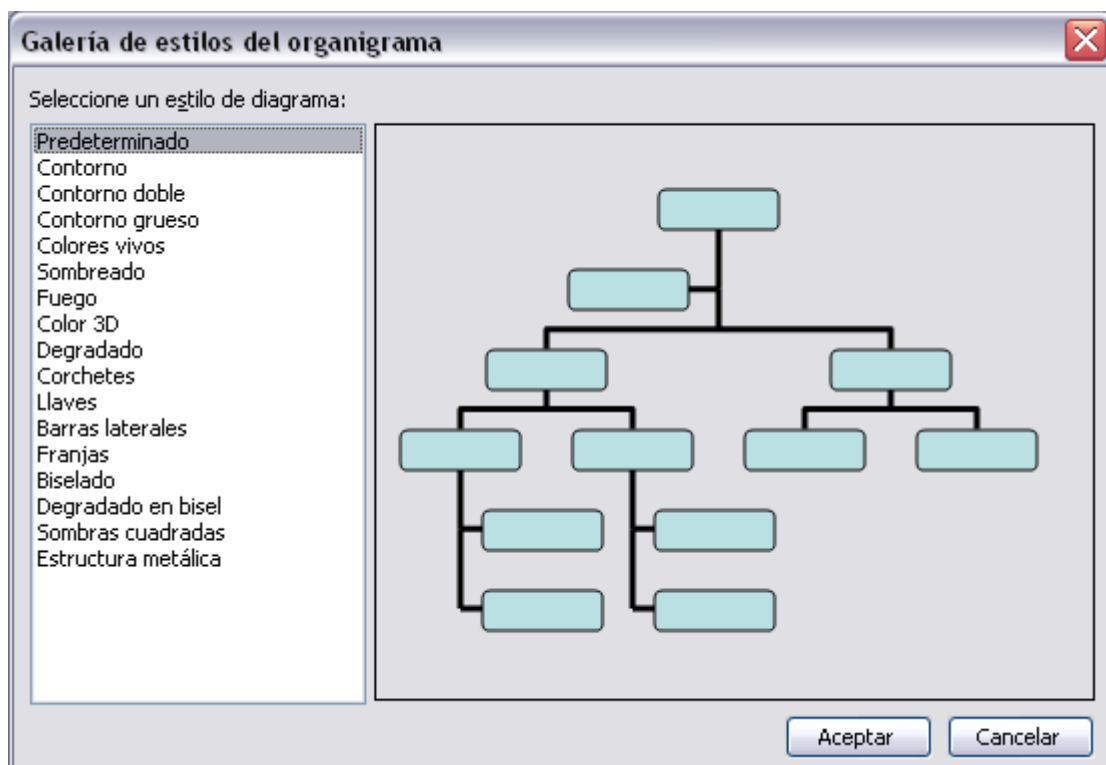 Galería de estilos del organigrama
Seleccione un estilo de diagrama:
Predeterminado
Contorno
Contorno doble
Contorno grueso
Colores vivos
Sombreado
Fuego
Color 3D
Degradado
Corchetes
Llaves
Barras laterales
Franjas
Biselado
Degradado en bisel
Sombras cuadradas
Estructura metálica
Aceptar
Cancelar